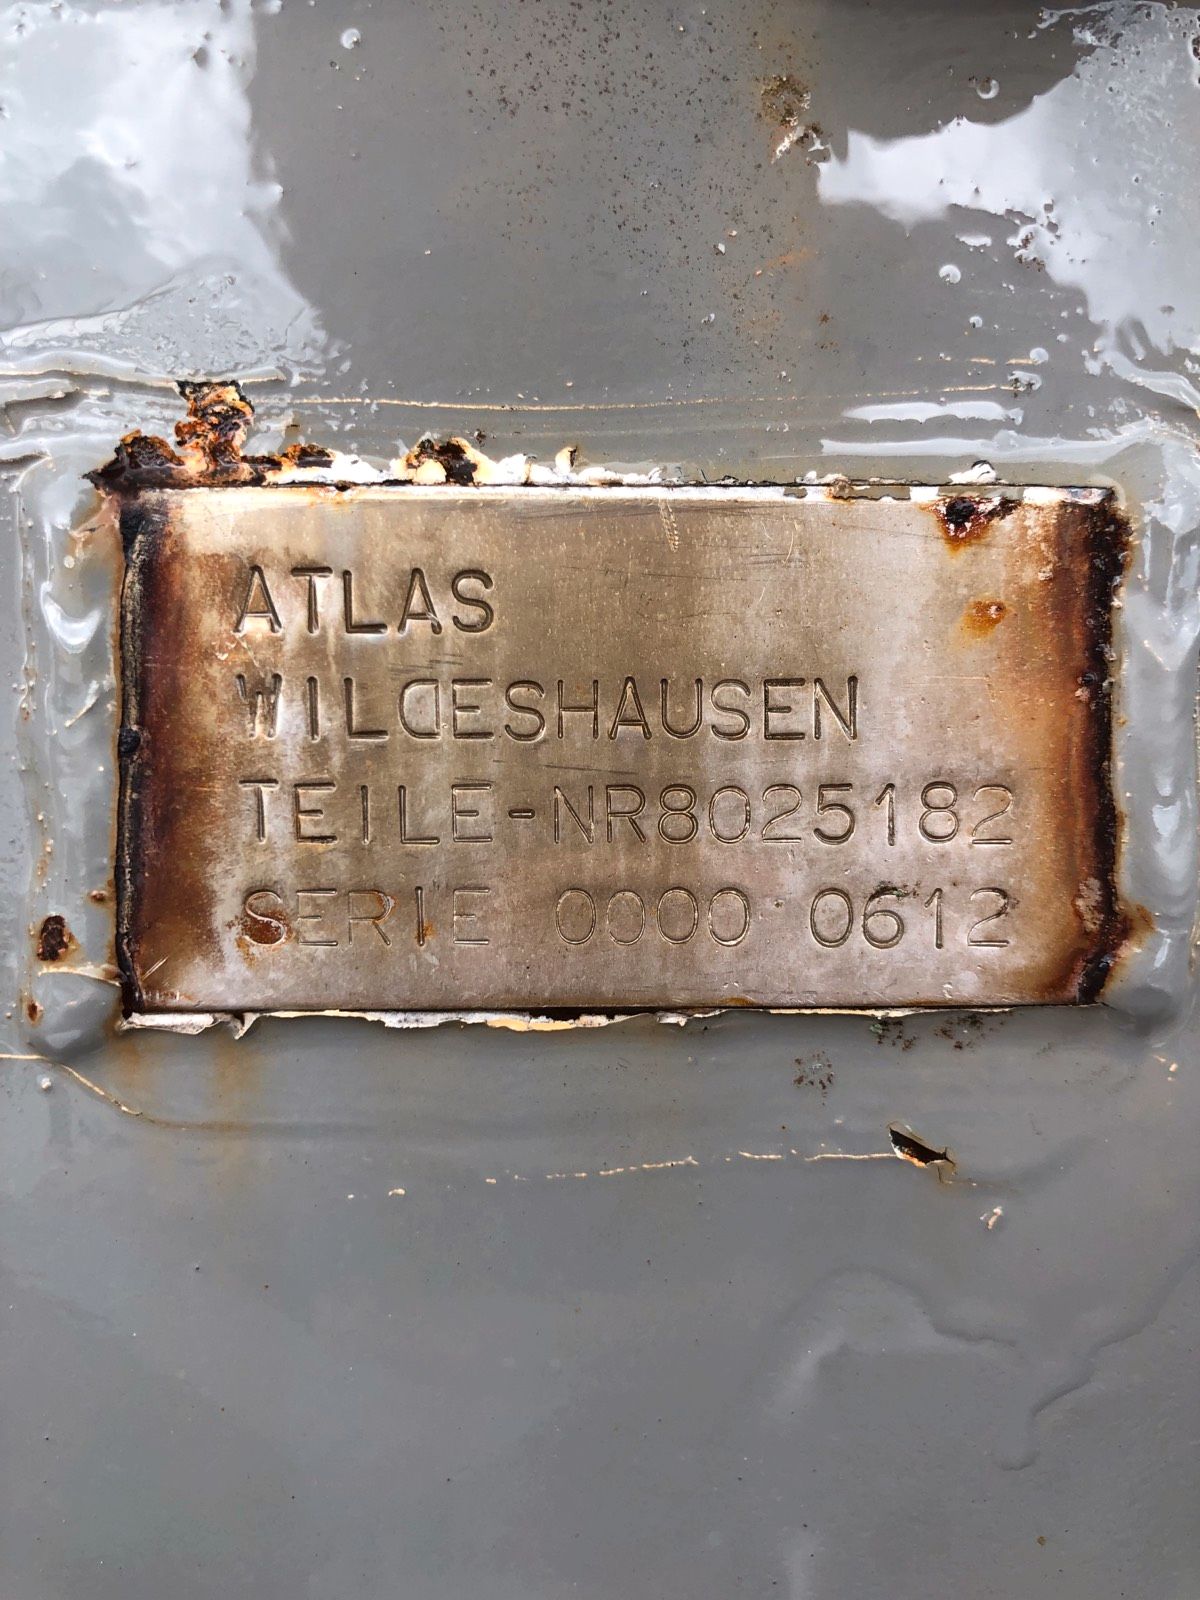 ATLAS
WILDESHAUSEN
TEILE-NR8025182
SERIE 0000 0612